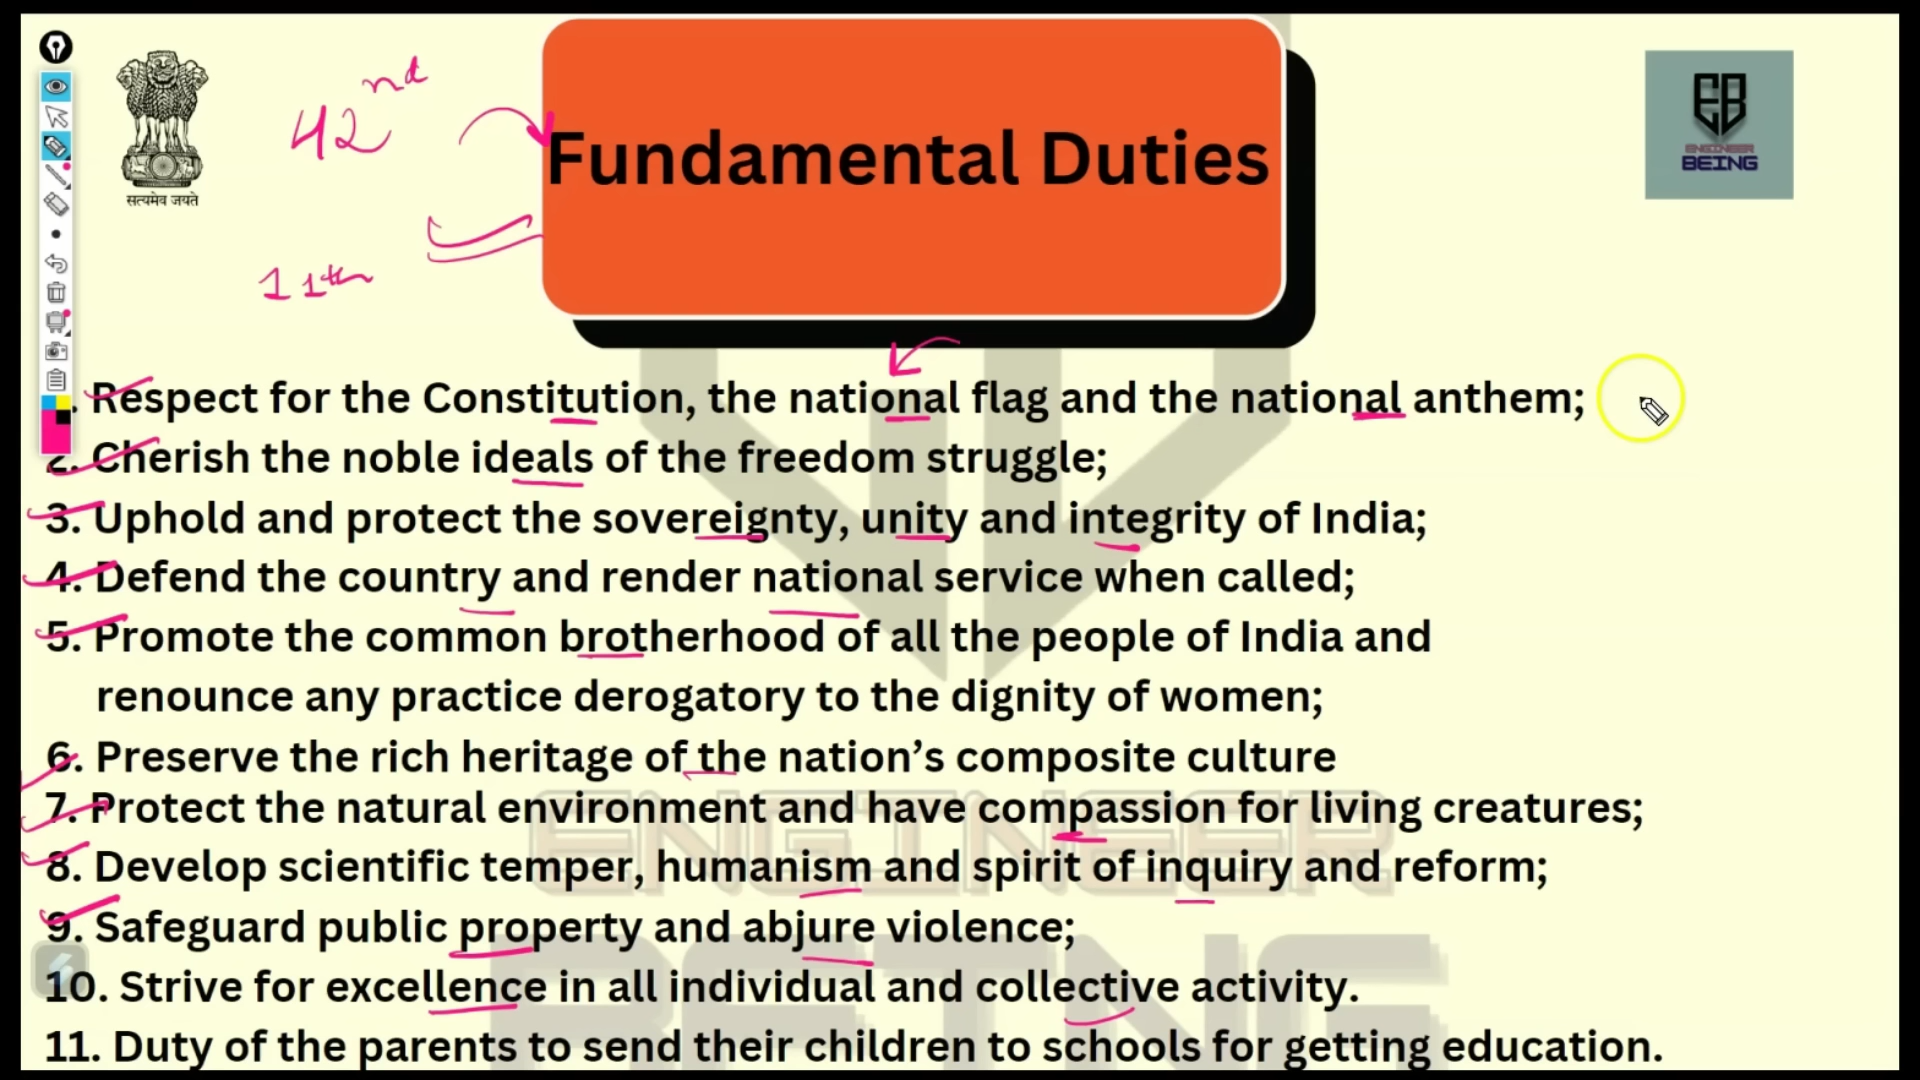 42nd
Fundamental Duties
ENGINEER
BEING
सत्यमेव जयते
11th
. Respect for the Constitution, the national flag and the national anthem;
2. Cherish the noble ideals of the freedom struggle;
3. Uphold and protect the sovereignty, unity and integrity of India;
4. Defend the country and render national service when called;
5. Promote the common brotherhood of all the people of India and
renounce any practice derogatory to the dignity of women;
6. Preserve the rich heritage of the nation’s composite culture
7. Protect the natural environment and have compassion for living creatures;
8. Develop scientific temper, humanism and spirit of inquiry and reform;
ENGINEER
9. Safeguard public property and abjure violence;
BEING
10. Strive for excellence in all individual and collective activity.
11. Duty of the parents to send their children to schools for getting education.